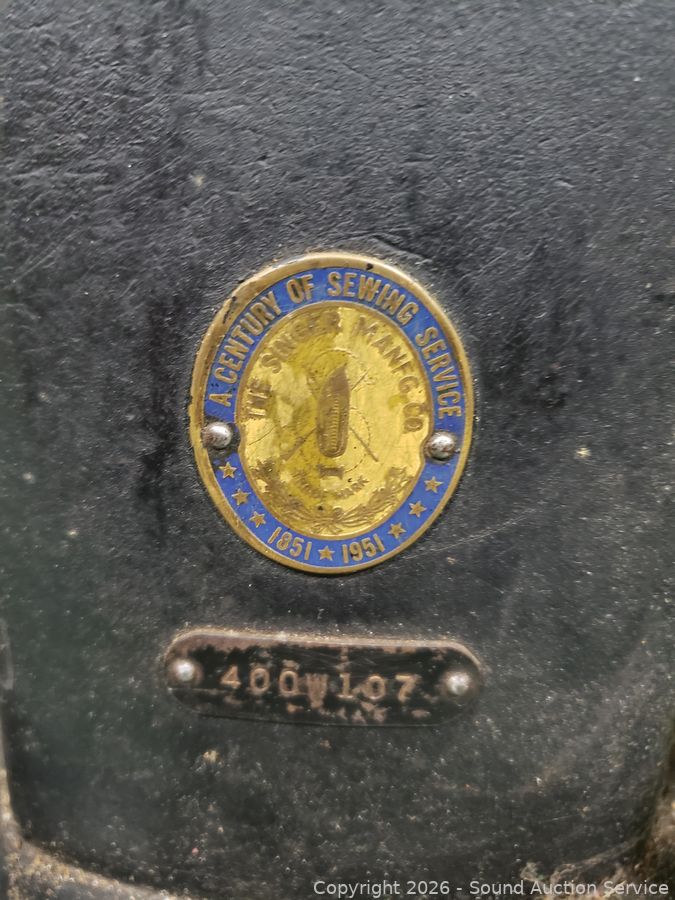 A CENTURY OF SEWING SERVICE
THE SINGER MANFG. CO
1851 ★ 1951
400W107
Copyright 2026 - Sound Auction Service